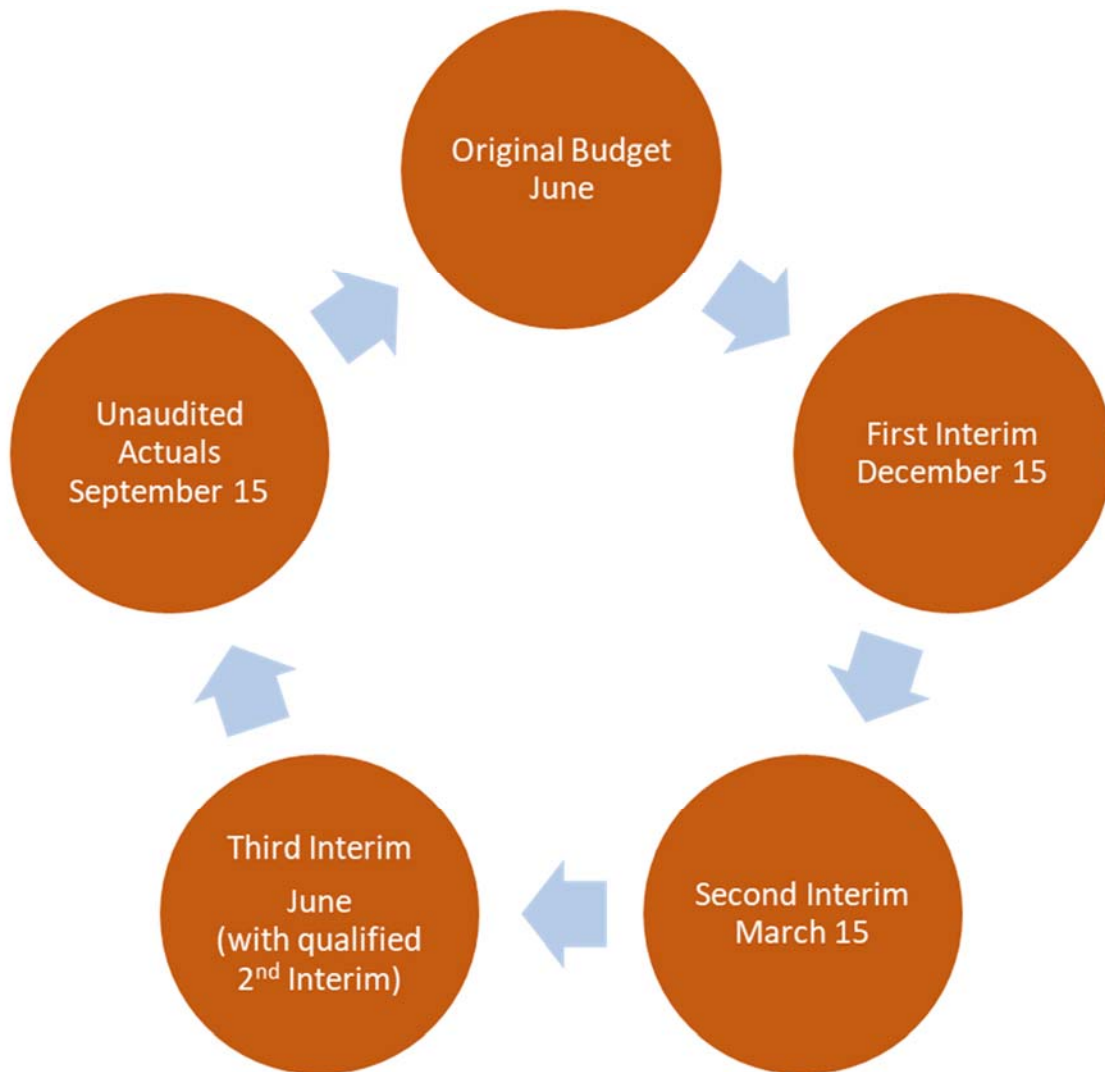 Original Budget
June
First Interim
December 15
Second Interim
March 15
Third Interim
June
(with qualified
2nd Interim)
Unaudited
Actuals
September 15